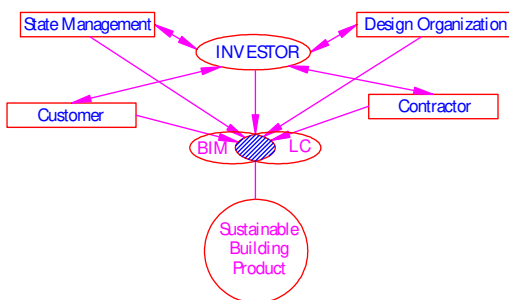 State Management
Design Organization
INVESTOR
Customer
Contractor
BIM
LC
Sustainable
Building
Product